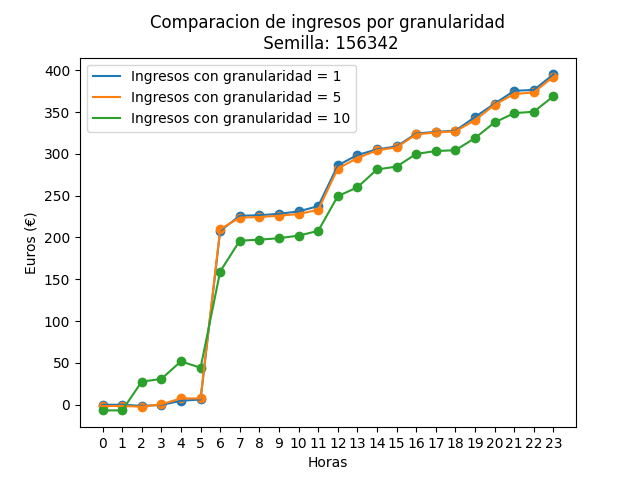 Comparacion de ingresos por granularidad
Semilla: 156342
Ingresos con granularidad = 1
Ingresos con granularidad = 5
Ingresos con granularidad = 10
Euros (€)
400
350
300
250
200
150
100
50
0
0 1 2 3 4 5 6 7 8 9 10 11 12 13 14 15 16 17 18 19 20 21 22 23
Horas